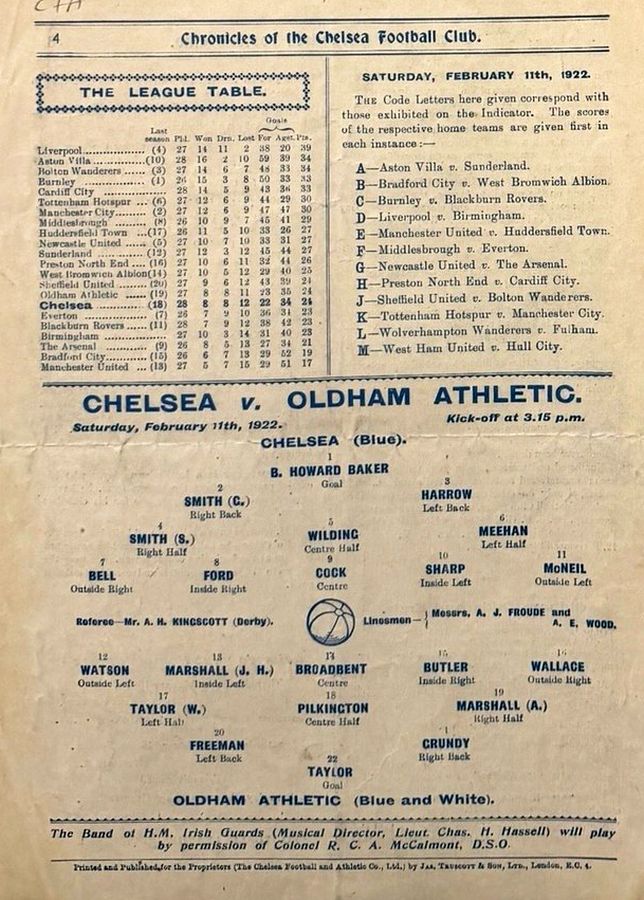 4 Chronicles of the Chelsea Football Club.
THE LEAGUE TABLE.
Goals
Last season Pld. Won Drn. Lost For Agst. Pts.
Liverpool (4) 27 14 11 2 38 20 39
Aston Villa (10) 28 16 2 10 59 39 34
Bolton Wanderers (3) 27 14 6 7 48 33 34
Burnley (1) 26 15 3 8 50 33 33
Cardiff City 28 14 5 9 43 36 33
Tottenham Hotspur (6) 27 12 6 9 44 29 30
Manchester City (2) 27 12 6 9 47 47 30
Middlesbrough (8) 26 10 9 7 45 41 29
Huddersfield Town (17) 26 11 5 10 33 26 27
Newcastle United (5) 27 10 7 10 33 31 27
Sunderland (12) 27 12 3 12 45 44 27
Preston North End (16) 27 10 6 11 32 44 26
West Bromwich Albion (14) 27 10 5 12 29 40 25
Sheffield United (20) 27 9 6 12 43 39 24
Oldham Athletic (19) 27 8 8 11 23 35 24
Chelsea (18) 28 8 8 12 22 34 24
Everton (7) 26 7 9 10 36 31 23
Blackburn Rovers (11) 28 7 9 12 38 42 23
Birmingham 27 10 3 14 31 40 23
The Arsenal (9) 26 8 5 13 27 34 21
Bradford City (15) 26 6 7 13 29 52 19
Manchester United (13) 27 5 7 15 29 51 17
SATURDAY, FEBRUARY 11th, 1922.
THE Code Letters here given correspond with
those exhibited on the Indicator. The scores
of the respective home teams are given first in
each instance:—
A—Aston Villa v. Sunderland.
B—Bradford City v. West Bromwich Albion.
C—Burnley v. Blackburn Rovers.
D—Liverpool v. Birmingham.
E—Manchester United v. Huddersfield Town.
F—Middlesbrough v. Everton.
G—Newcastle United v. The Arsenal.
H—Preston North End v. Cardiff City.
J—Sheffield United v. Bolton Wanderers.
K—Tottenham Hotspur v. Manchester City.
L—Wolverhampton Wanderers v. Fulham.
M—West Ham United v. Hull City.
CHELSEA v. OLDHAM ATHLETIC.
Saturday, February 11th, 1922. Kick-off at 3.15 p.m.
CHELSEA (Blue).
1
B. HOWARD BAKER
Goal
2 3
SMITH (C.) HARROW
Right Back Left Back
4 5 6
SMITH (S.) WILDING MEEHAN
Right Half Centre Half Left Half
7 8 9 10 11
BELL FORD COCK SHARP McNEIL
Outside Right Inside Right Centre Inside Left Outside Left
Referee—Mr. A. H. KINGSCOTT (Derby). Linesmen— Messrs. A. J. FROUDE and
A. E. WOOD.
12 13 14 15 16
WATSON MARSHALL (J. H.) BROADBENT BUTLER WALLACE
Outside Left Inside Left Centre Inside Right Outside Right
17 18 19
TAYLOR (W.) PILKINGTON MARSHALL (A.)
Left Half Centre Half Right Half
20
FREEMAN GRUNDY
Left Back Right Back
22
TAYLOR
Goal
OLDHAM ATHLETIC (Blue and White).
The Band of H.M. Irish Guards (Musical Director, Lieut. Chas. H. Hassell) will play
by permission of Colonel R. C. A. McCalmont, D.S.O.
Printed and Published for the Proprietors (The Chelsea Football and Athletic Co., Ltd.) by JAS. TRUSCOTT & SON, LTD., London, E.C. 4.